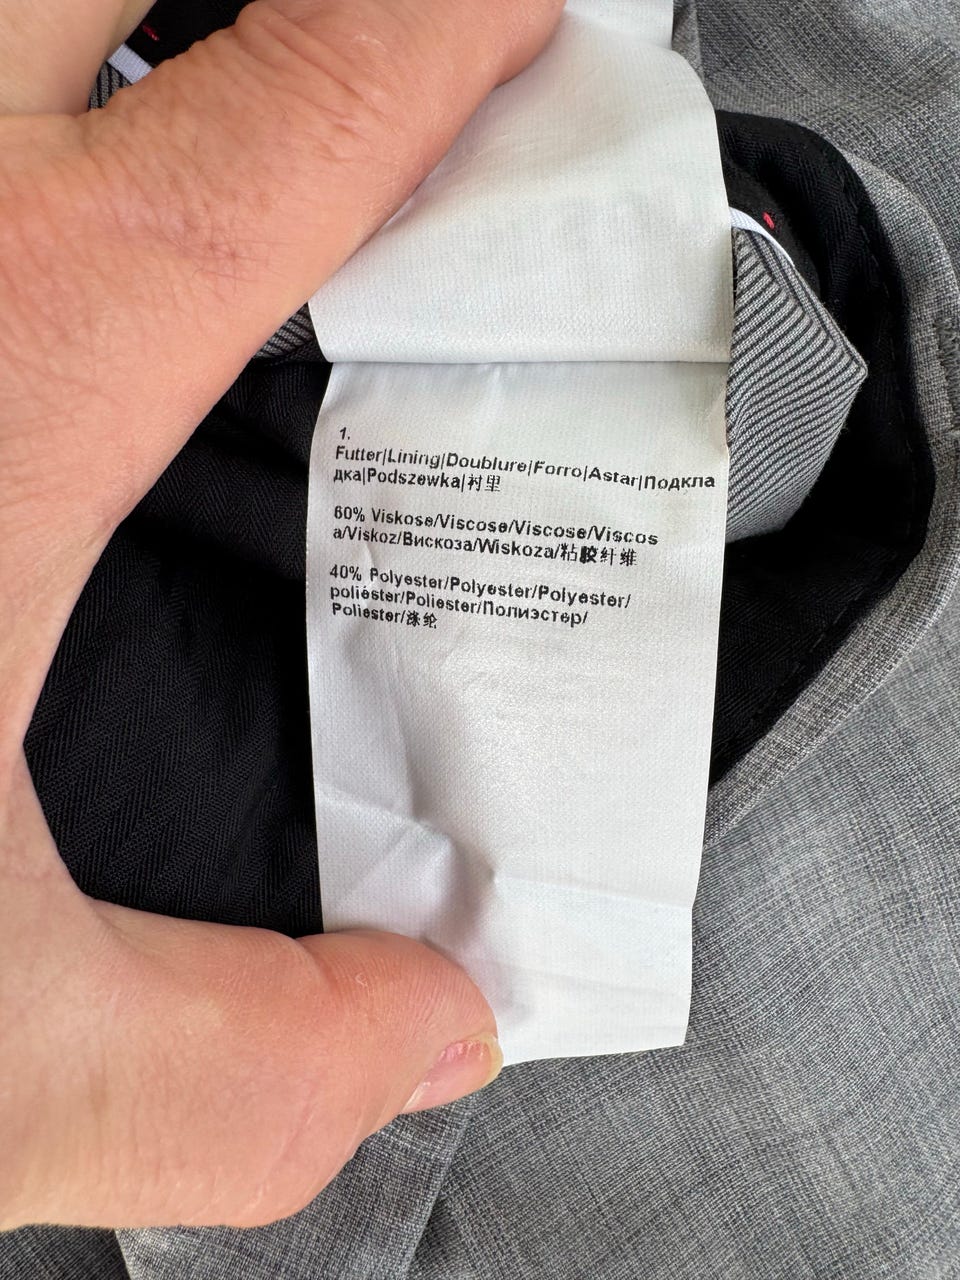 1.
Futter|Lining|Doublure|Forro|Astar|Подкла
дка|Podszewka|衬里
60% Viskose/Viscose/Viscose/Viscos
a/Viskoz/Вискоза/Wiskoza/粘胶纤维
40% Polyester/Polyester/Polyester/
poliéster/Poliester/Полиэстер/
Poliester/涤纶